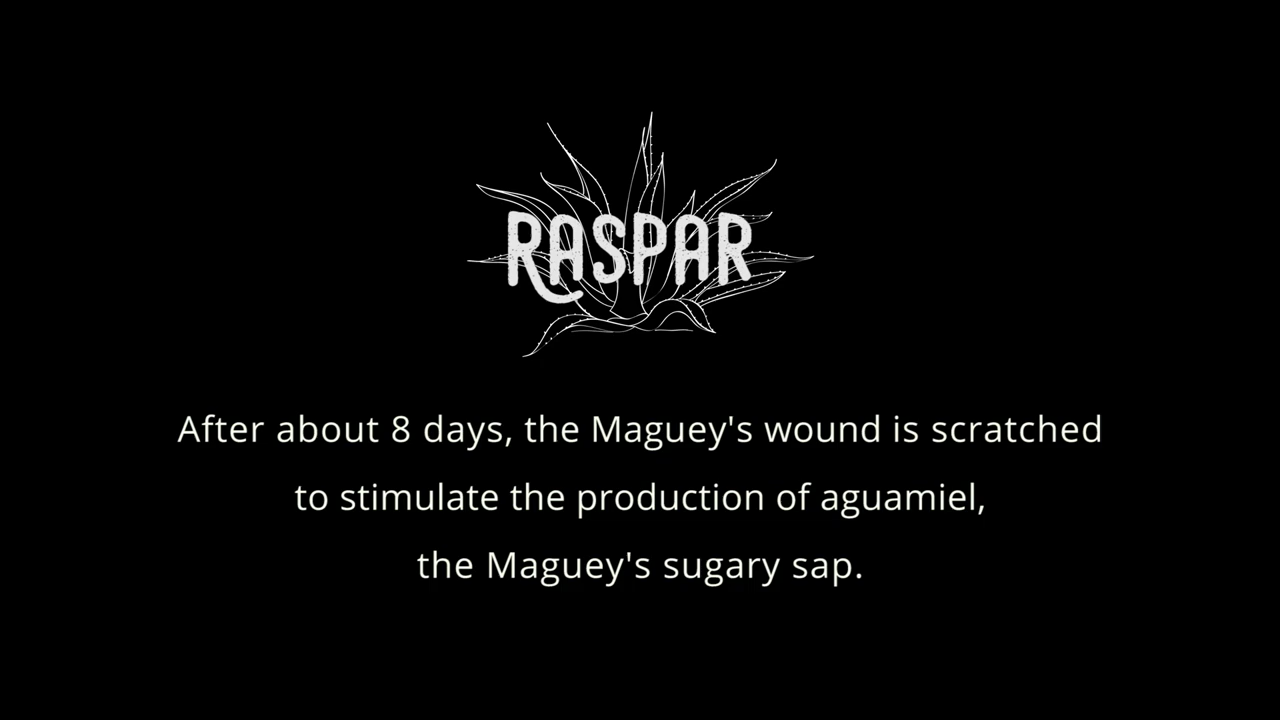 RASPAR
After about 8 days, the Maguey's wound is scratched
to stimulate the production of aguamiel,
the Maguey's sugary sap.